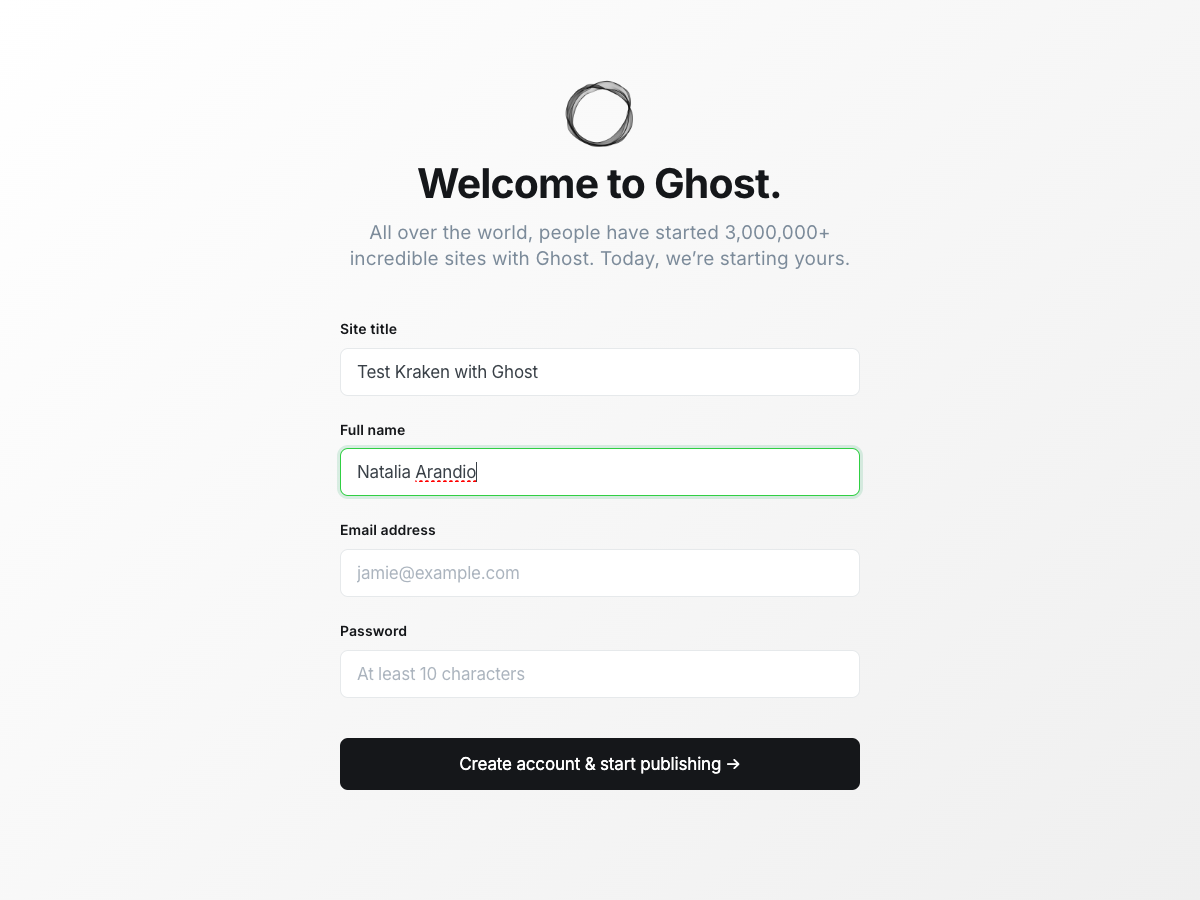 Welcome to Ghost.
All over the world, people have started 3,000,000+
incredible sites with Ghost. Today, we’re starting yours.
Site title
Test Kraken with Ghost
Full name
Natalia Arandio
Email address
jamie@example.com
Password
At least 10 characters
Create account & start publishing →